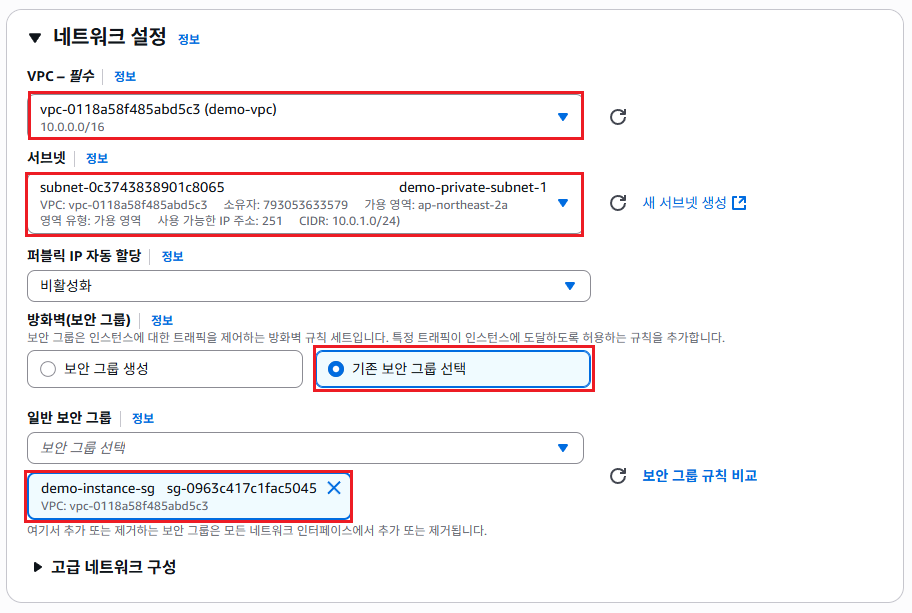 네트워크 설정 정보
VPC – 필수 정보
vpc-0118a58f485abd5c3 (demo-vpc)
10.0.0.0/16
서브넷 정보
subnet-0c3743838901c8065 demo-private-subnet-1
VPC: vpc-0118a58f485abd5c3 소유자: 793053633579 가용 영역: ap-northeast-2a
영역 유형: 가용 영역 사용 가능한 IP 주소: 251 CIDR: 10.0.1.0/24)
새 서브넷 생성
퍼블릭 IP 자동 할당 정보
비활성화
방화벽(보안 그룹) 정보
보안 그룹은 인스턴스에 대한 트래픽을 제어하는 방화벽 규칙 세트입니다. 특정 트래픽이 인스턴스에 도달하도록 허용하는 규칙을 추가합니다.
보안 그룹 생성
기존 보안 그룹 선택
일반 보안 그룹 정보
보안 그룹 선택
demo-instance-sg sg-0963c417c1fac5045
VPC: vpc-0118a58f485abd5c3
보안 그룹 규칙 비교
여기서 추가 또는 제거하는 보안 그룹은 모든 네트워크 인터페이스에서 추가 또는 제거됩니다.
고급 네트워크 구성